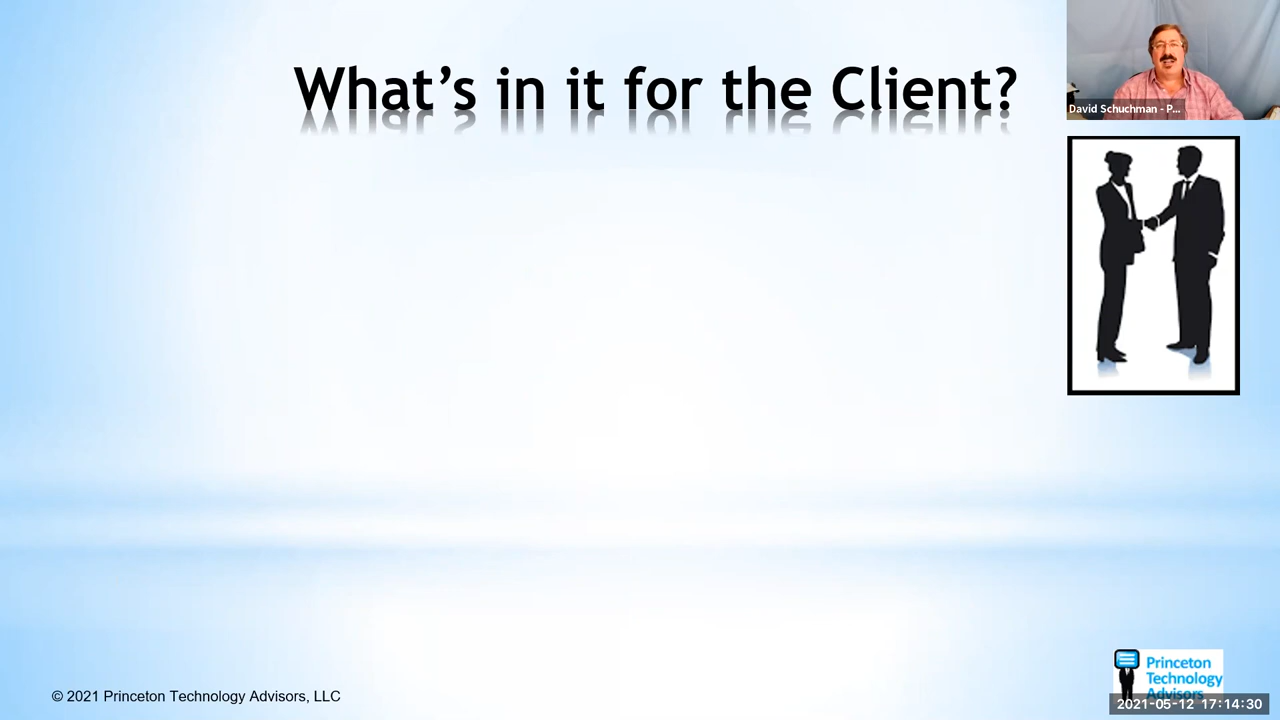 What's in it for the Client?
David Schuchman - P...
© 2021 Princeton Technology Advisors, LLC
Princeton
Technology
Advisors
2021-05-12 17:14:30